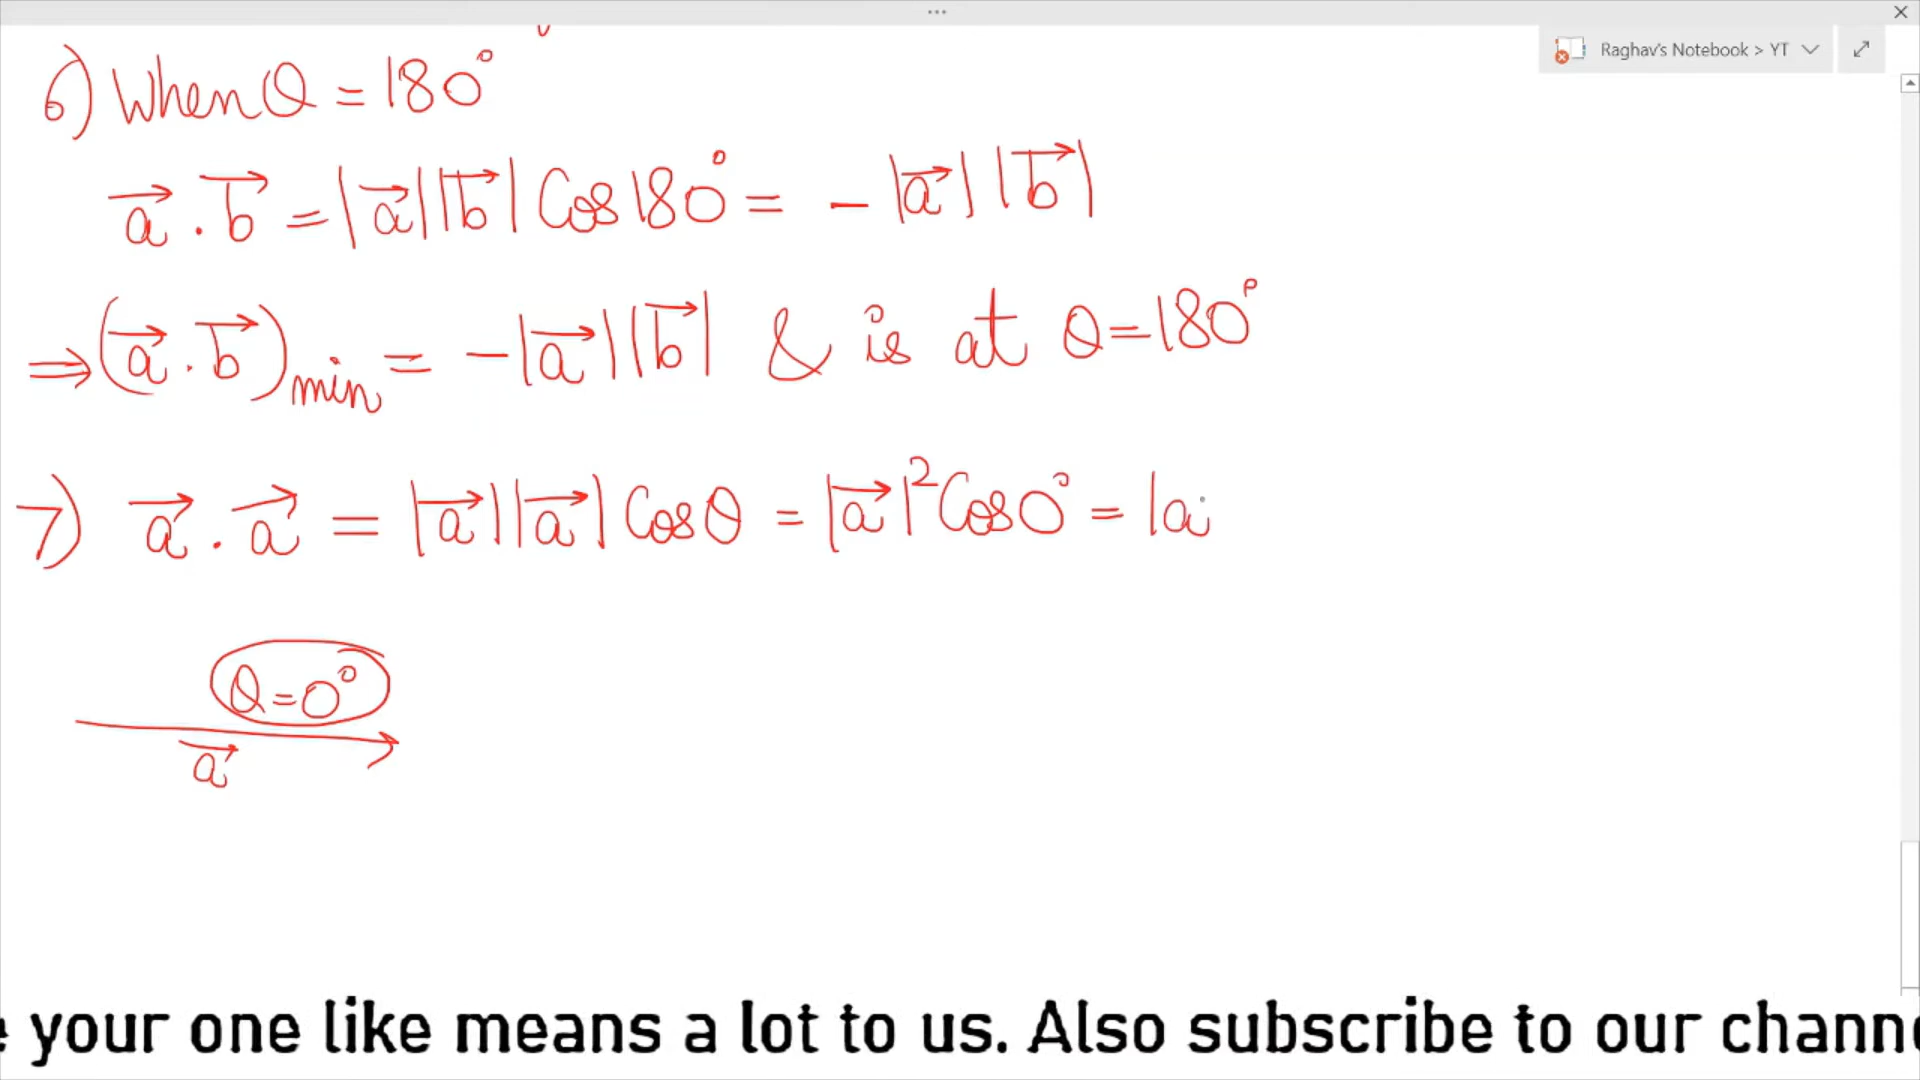 Raghav's Notebook > YT
6) When θ = 180°
a⃗ . b⃗ = |a⃗| |b⃗| Cos 180° = - |a⃗| |b⃗|
⇒ (a⃗ . b⃗)min = - |a⃗| |b⃗| & is at θ = 180°
7) a⃗ . a⃗ = |a⃗| |a⃗| Cos θ = |a⃗|² Cos 0° = |a
θ = 0°
a⃗
your one like means a lot to us. Also subscribe to our channe